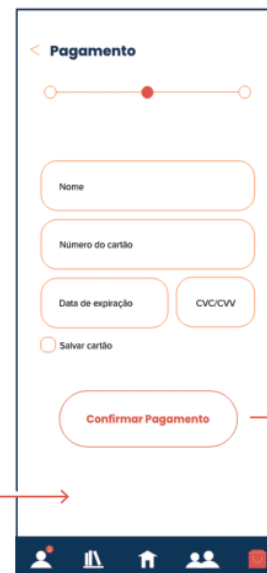 < Pagamento
Nome
Número do cartão
Data de expiração CVC/CVV
Salvar cartão
Confirmar Pagamento